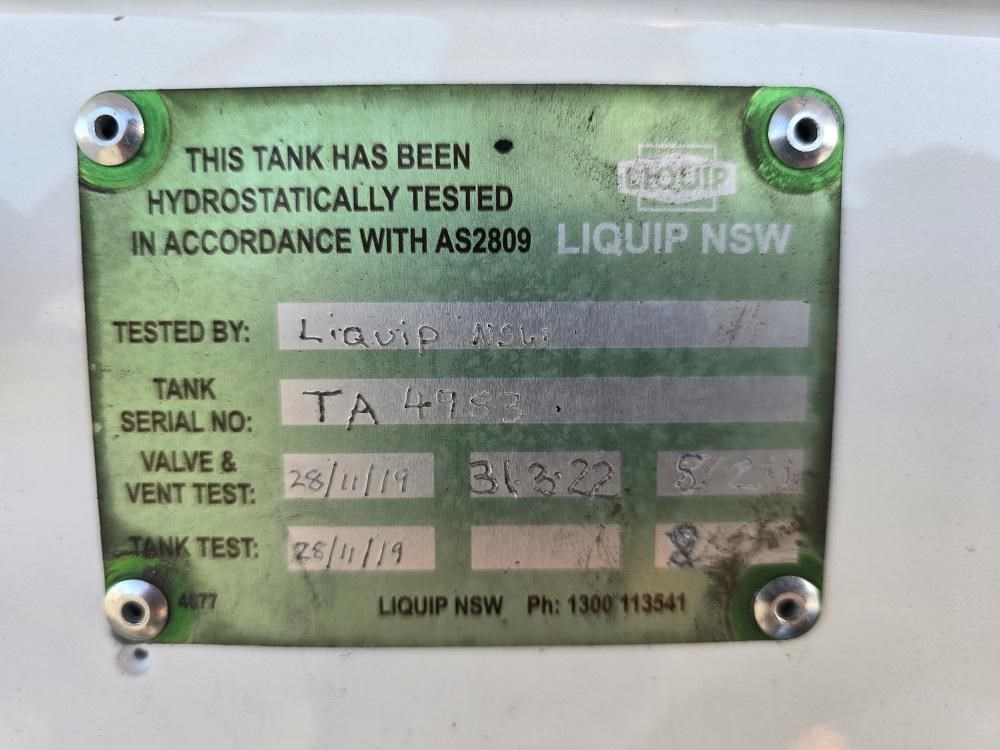 THIS TANK HAS BEEN
HYDROSTATICALLY TESTED
IN ACCORDANCE WITH AS2809
LIQUIP
LIQUIP NSW
TESTED BY: Liquip NSW
TANK
SERIAL NO: TA 4983
VALVE &
VENT TEST: 28/11/19 31.3.22
TANK TEST: 28/11/19
4677
LIQUIP NSW Ph: 1300 113541